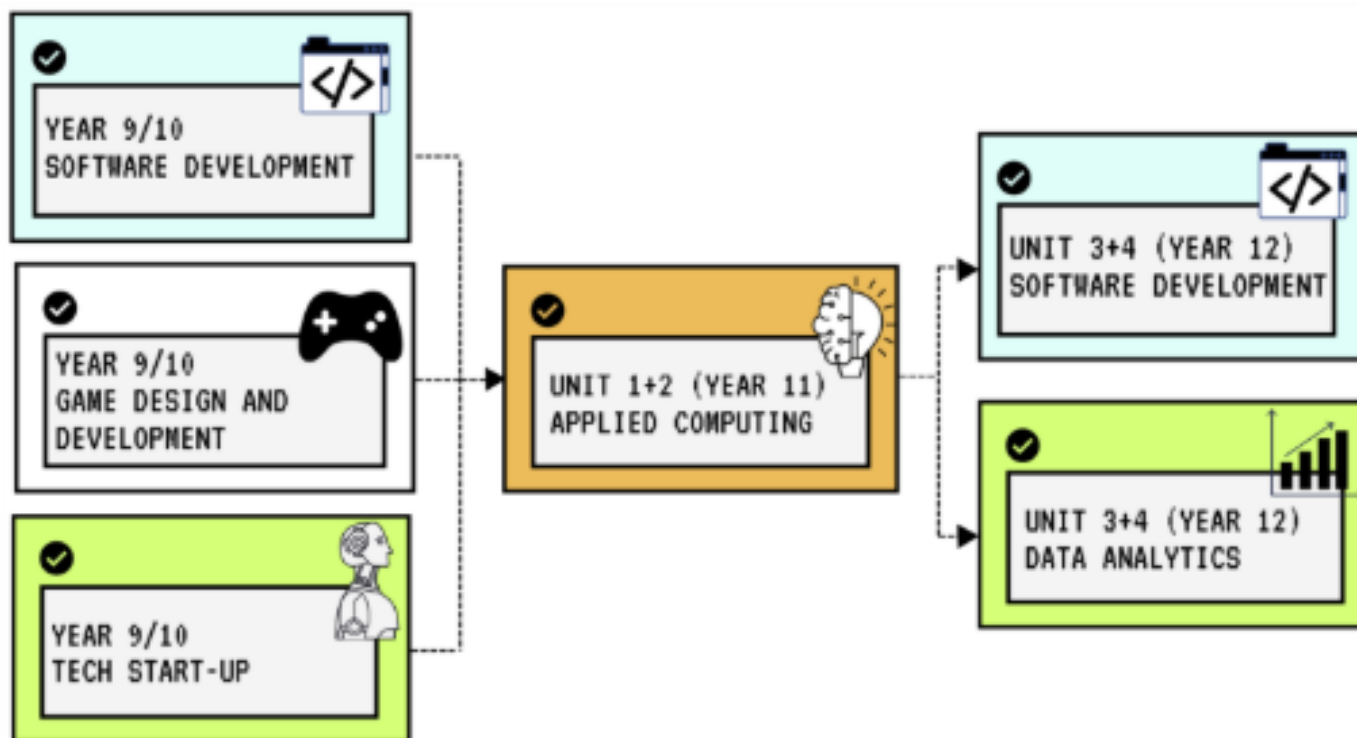 YEAR 9/10
SOFTWARE DEVELOPMENT
YEAR 9/10
GAME DESIGN AND
DEVELOPMENT
YEAR 9/10
TECH START-UP
UNIT 1+2 (YEAR 11)
APPLIED COMPUTING
UNIT 3+4 (YEAR 12)
SOFTWARE DEVELOPMENT
UNIT 3+4 (YEAR 12)
DATA ANALYTICS